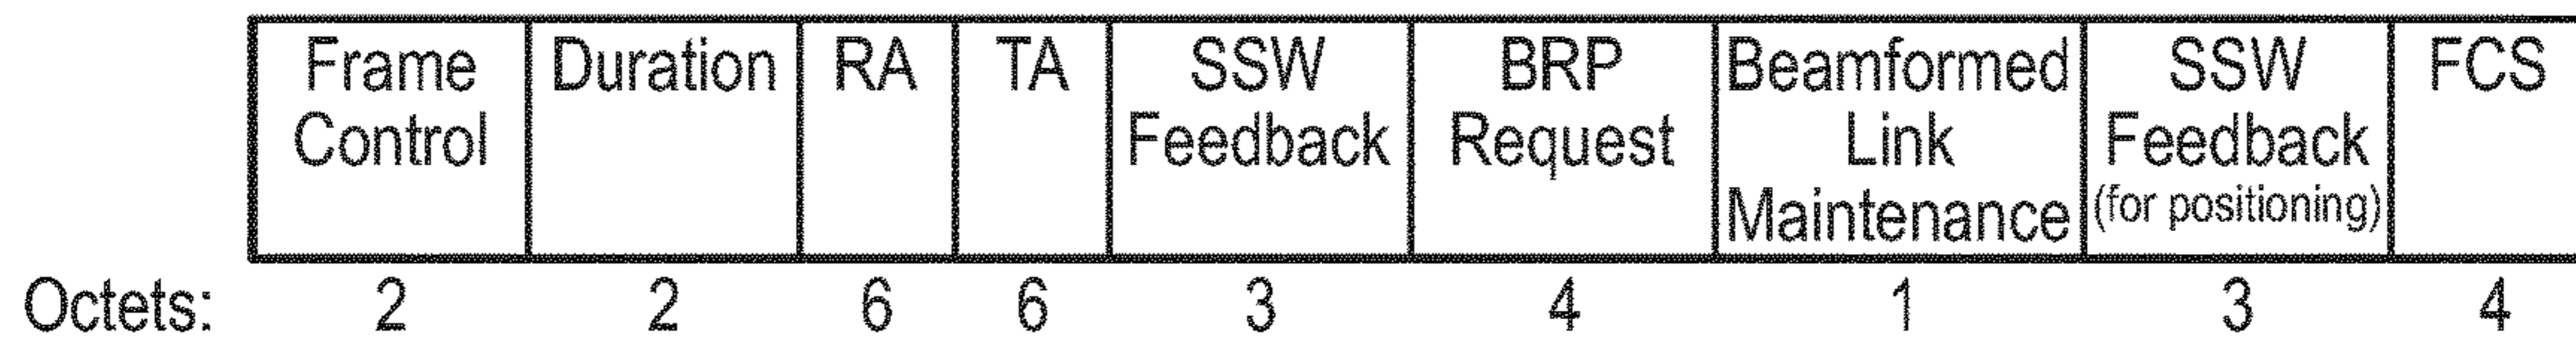 Frame Duration RA TA SSW BRP Beamformed SSW FCS
Control Feedback Request Link Feedback
Maintenance (for positioning)
Octets: 2 2 6 6 3 4 1 3 4